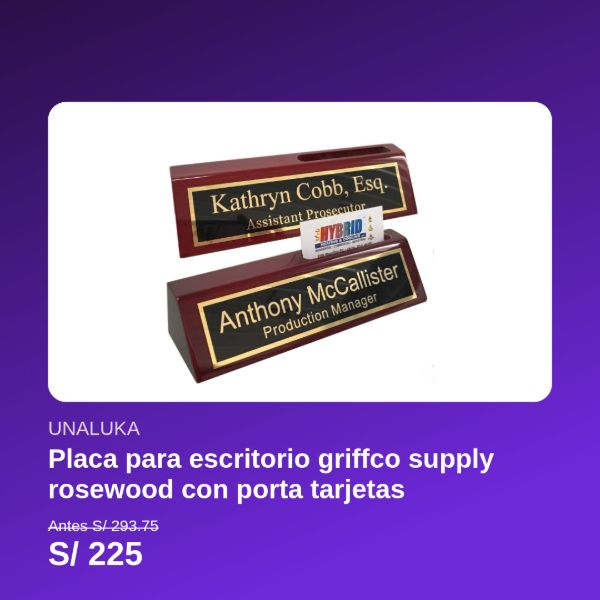 Kathryn Cobb, Esq.
Assistant Prosecutor
HYBRID
Anthony McCallister
Production Manager
UNALUKA
Placa para escritorio griffco supply
rosewood con porta tarjetas
Antes S/ 293.75
S/ 225